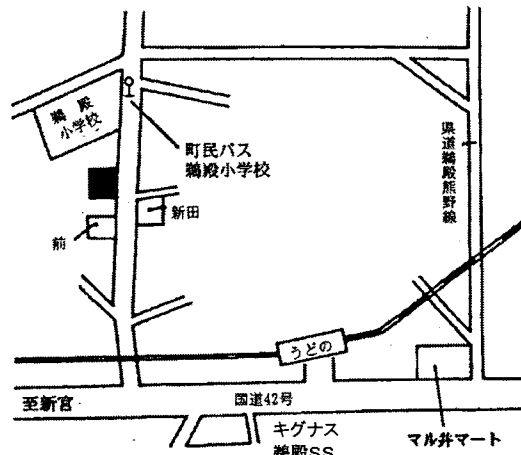 鵜殿
小学校
町民バス
鵜殿小学校
県道鵜殿熊野線
新田
前
うどの
至新宮
国道42号
キグナス
鵜殿SS
マル井マート